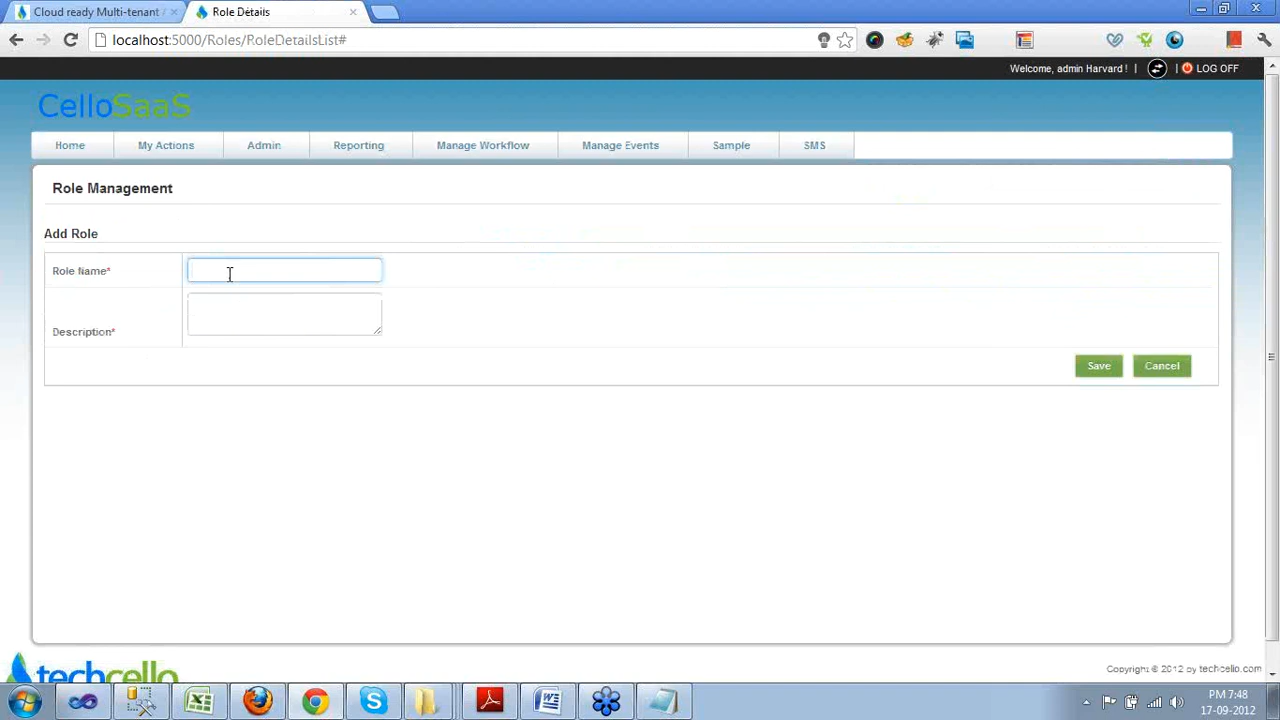 Cloud ready Multi-tenant /
Role Details
localhost:5000/Roles/RoleDetailsList#
Welcome, admin Harvard ! | | LOG OFF
CelloSaaS
Home My Actions Admin Reporting Manage Workflow Manage Events Sample SMS
Role Management
Add Role
Role Name*
Description*
Save Cancel
techcello
Copyright © 2012 by techcello.com
PM 7:48
17-09-2012